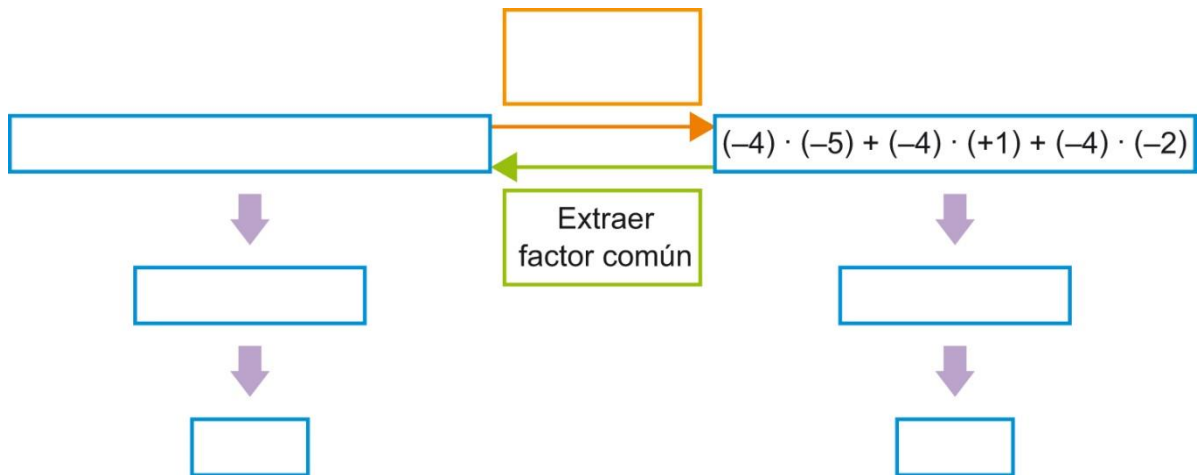 (–4) · (–5) + (–4) · (+1) + (–4) · (–2)
Extraer
factor común